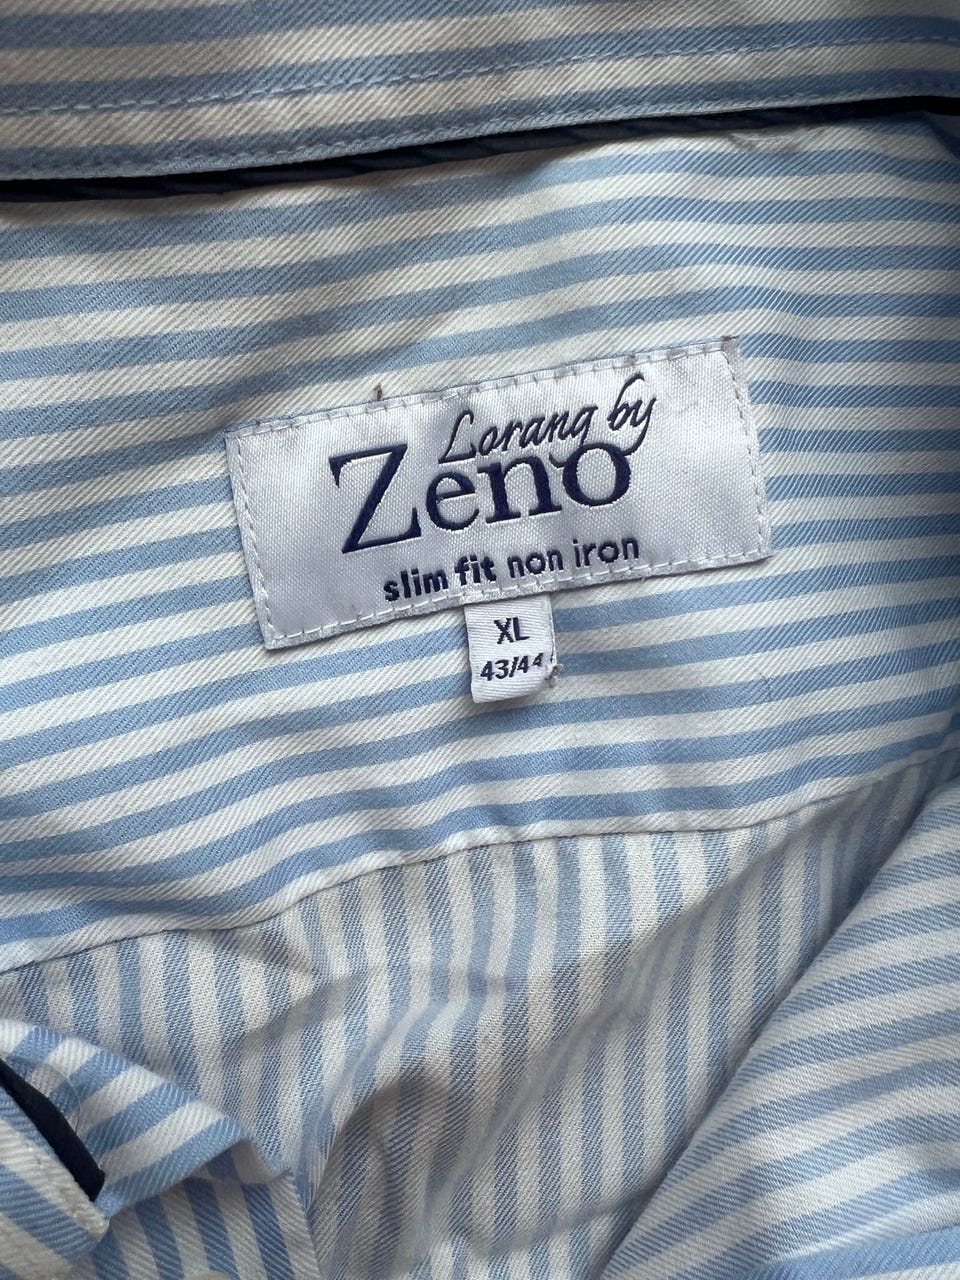 Lorang by
Zeno
slim fit non iron
XL
43/44